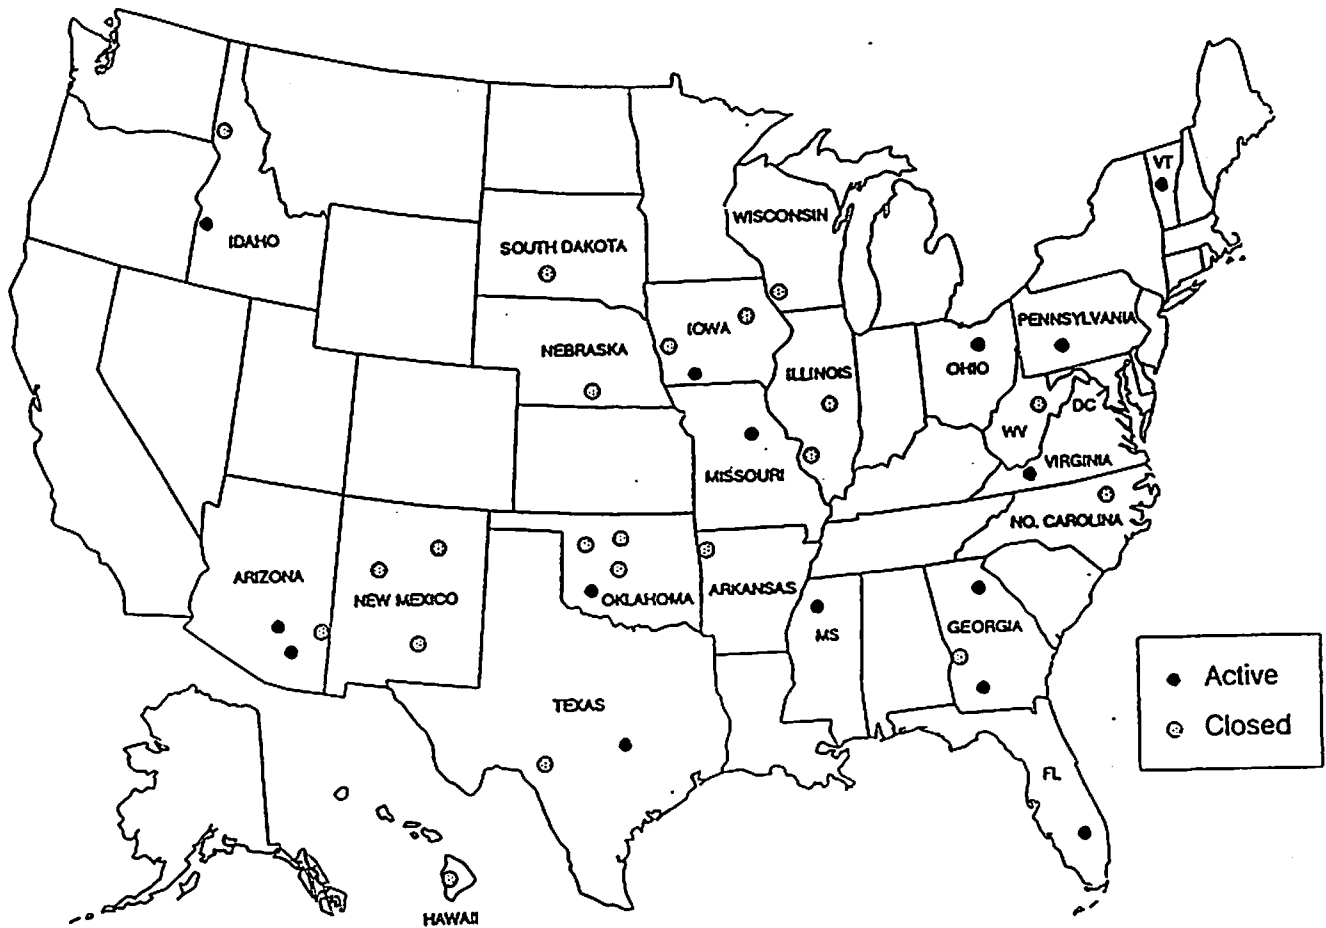 VT
WISCONSIN
IDAHO
SOUTH DAKOTA
PENNSYLVANIA
IOWA
NEBRASKA
OHIO
ILLINOIS
DC
WV
VIRGINIA
MISSOURI
NO. CAROLINA
ARIZONA
ARKANSAS
NEW MEXICO
OKLAHOMA
GEORGIA
MS
Active
TEXAS
Closed
FL
HAWAII